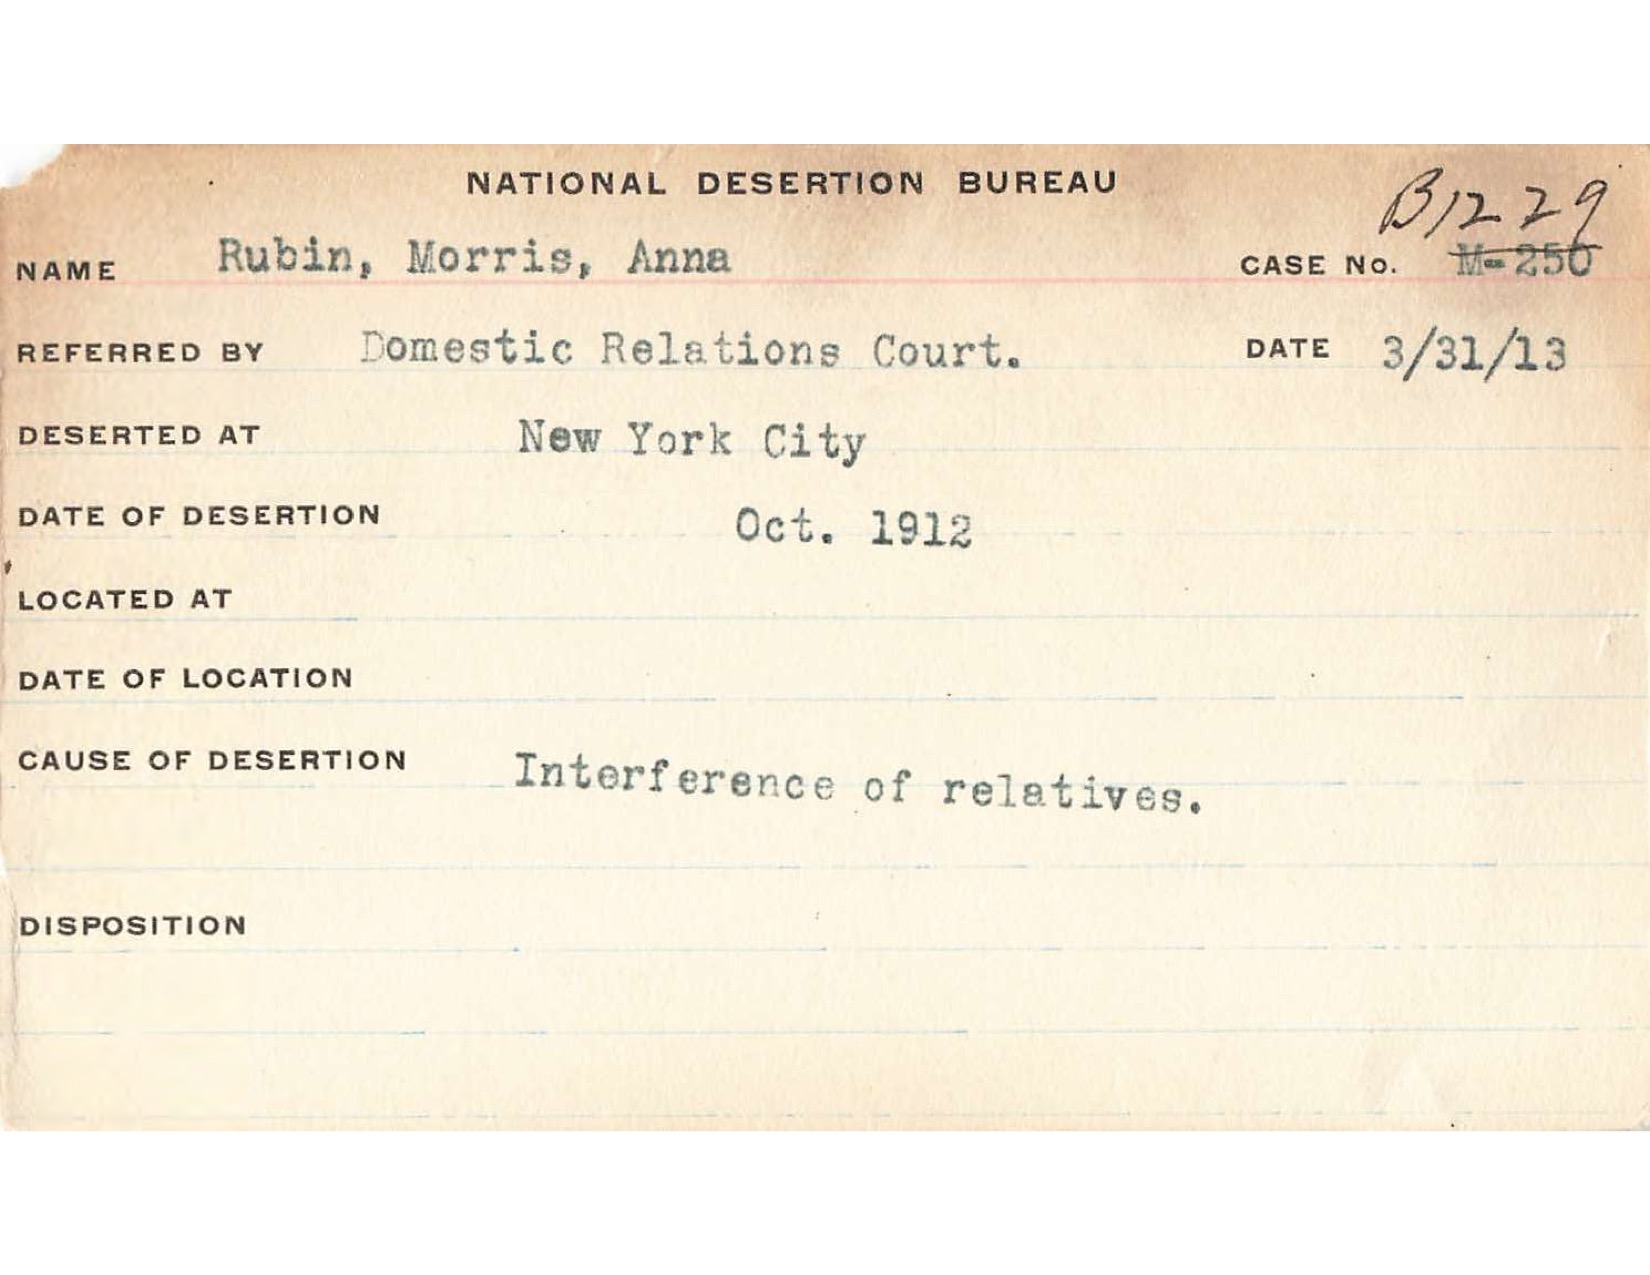 NATIONAL DESERTION BUREAU
B1229
NAME Rubin, Morris, Anna CASE No. M-250
REFERRED BY Domestic Relations Court. DATE 3/31/13
DESERTED AT New York City
DATE OF DESERTION Oct. 1912
LOCATED AT
DATE OF LOCATION
CAUSE OF DESERTION Interference of relatives.
DISPOSITION